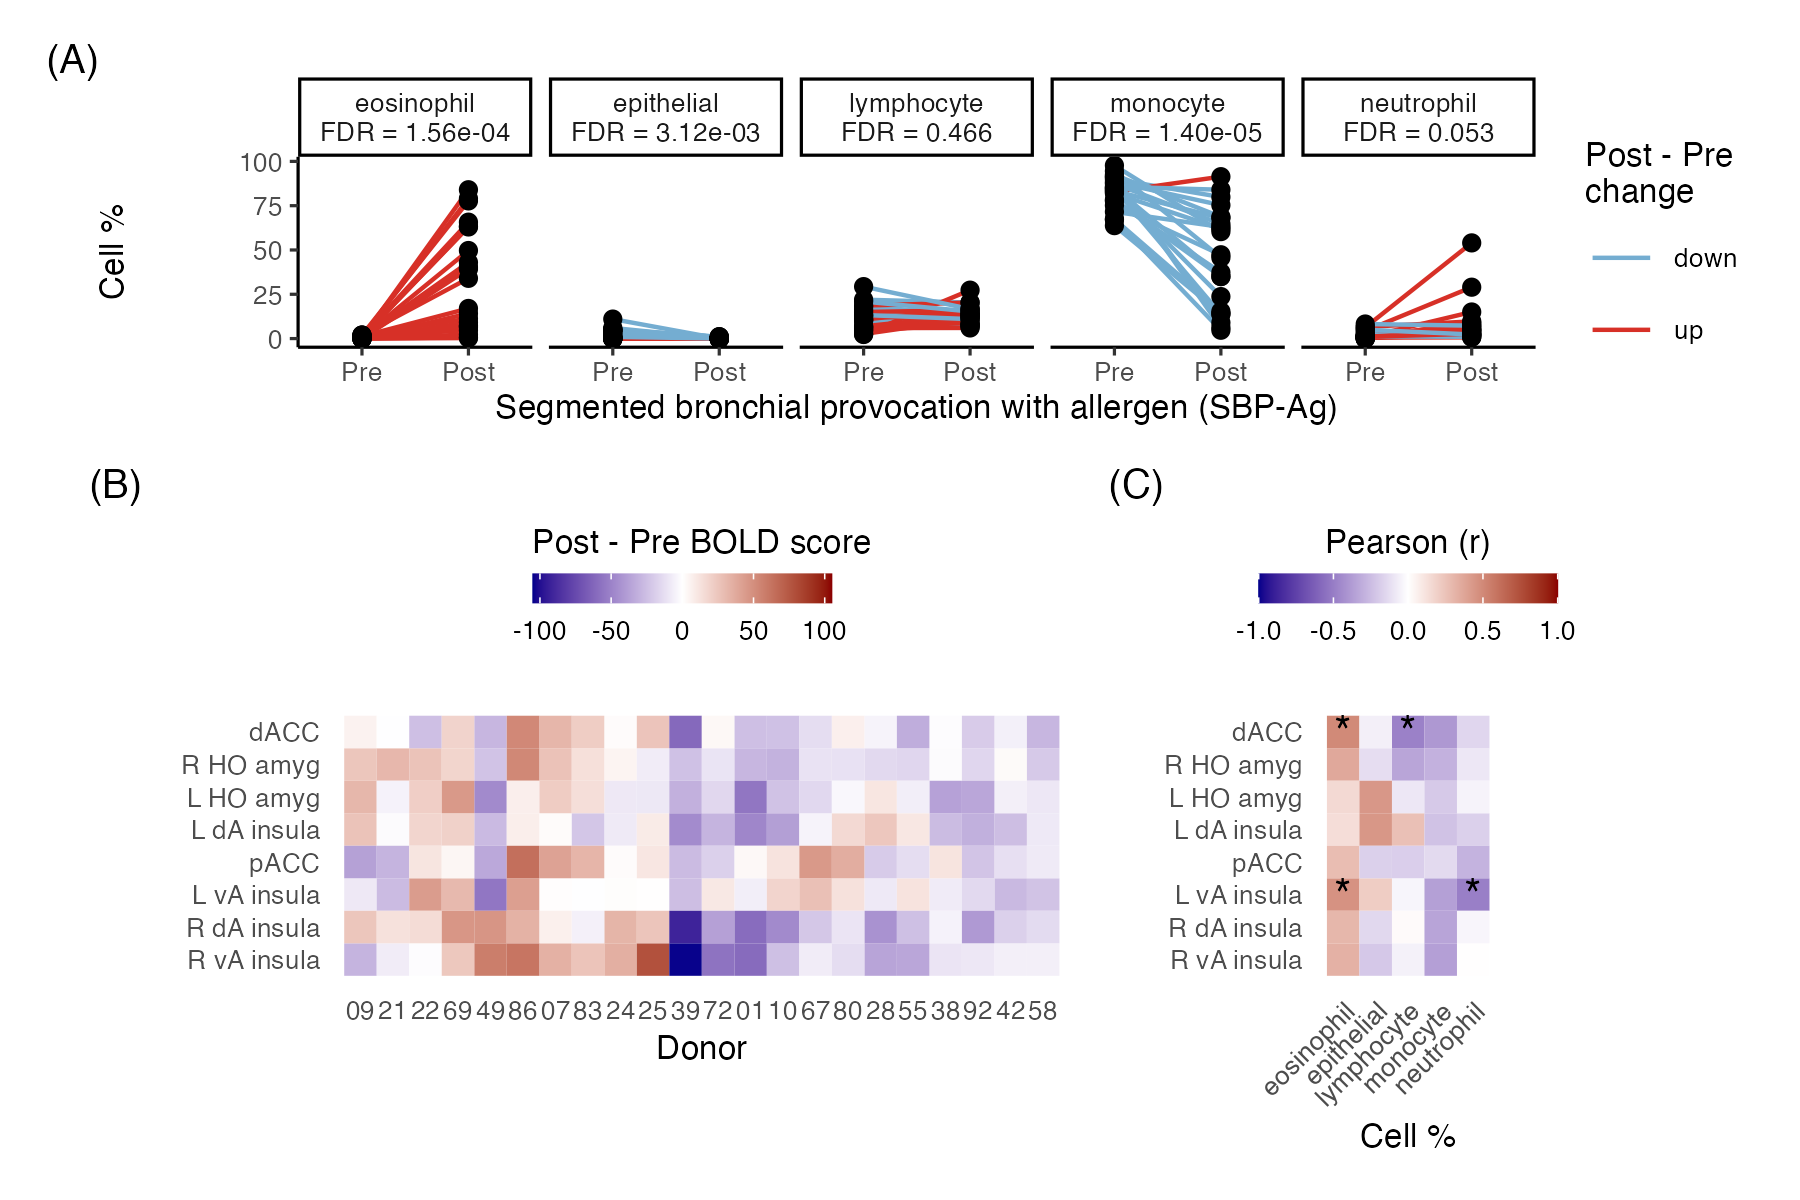 (A)
eosinophil
FDR = 1.56e-04
epithelial
FDR = 3.12e-03
lymphocyte
FDR = 0.466
monocyte
FDR = 1.40e-05
neutrophil
FDR = 0.053
Cell %
100
75
50
25
0
Pre Post Pre Post Pre Post Pre Post Pre Post
Segmented bronchial provocation with allergen (SBP-Ag)
Post - Pre
change
down
up
(B)
Post - Pre BOLD score
-100 -50 0 50 100
dACC
R HO amyg
L HO amyg
L dA insula
pACC
L vA insula
R dA insula
R vA insula
09 21 22 69 49 86 07 83 24 25 39 72 01 10 67 80 28 55 38 92 42 58
Donor
(C)
Pearson (r)
-1.0 -0.5 0.0 0.5 1.0
dACC * *
R HO amyg
L HO amyg
L dA insula
pACC
L vA insula * *
R dA insula
R vA insula
eosinophil
epithelial
lymphocyte
monocyte
neutrophil
Cell %